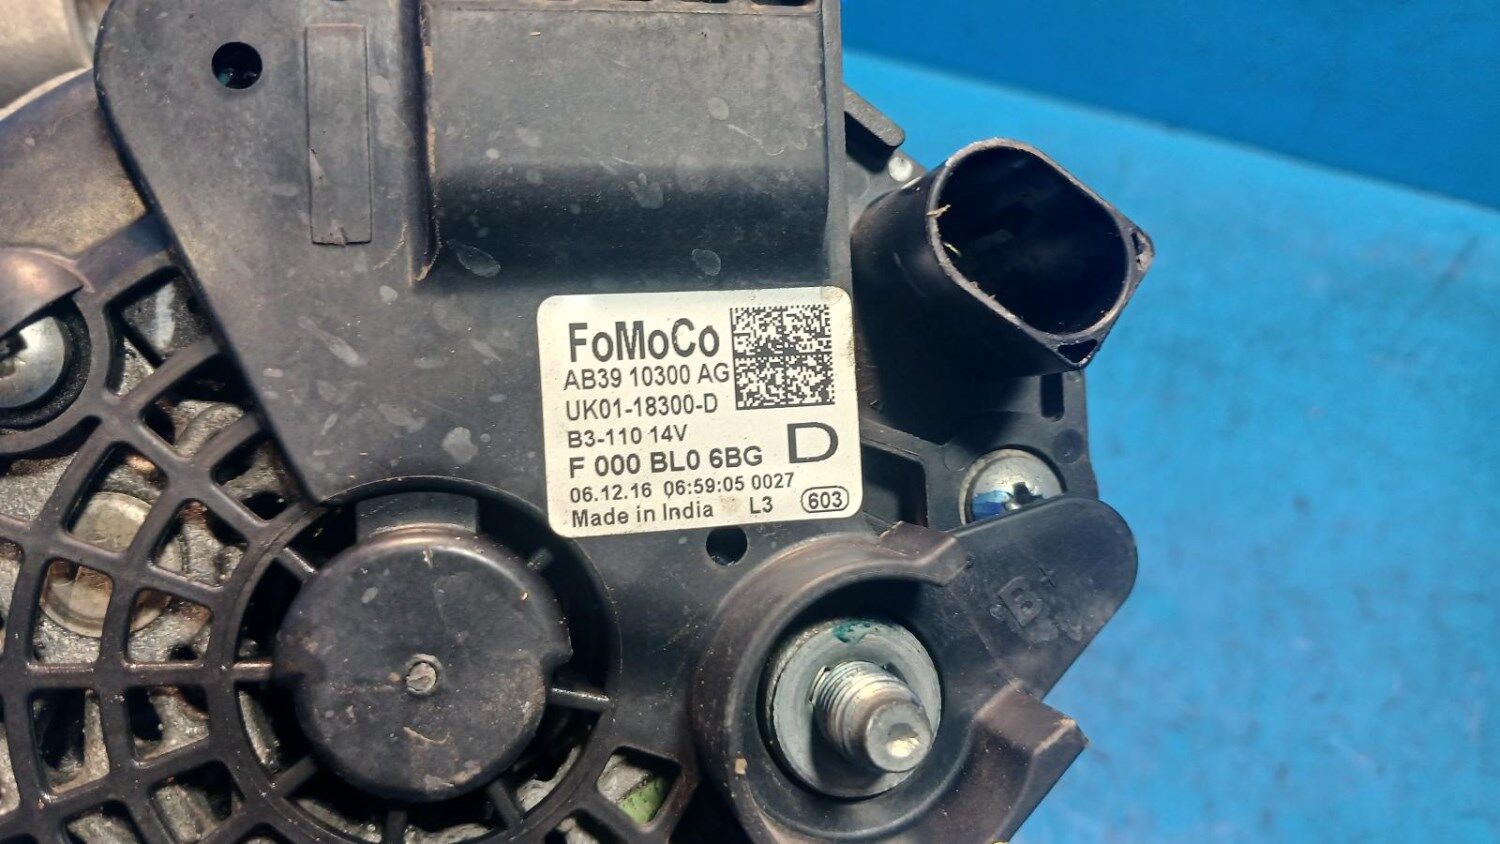 FoMoCo
AB39 10300 AG
UK01-18300-D
B3-110 14V
D
F 000 BL0 6BG
06.12.16 06:59:05 0027
Made in India L3 603
B+